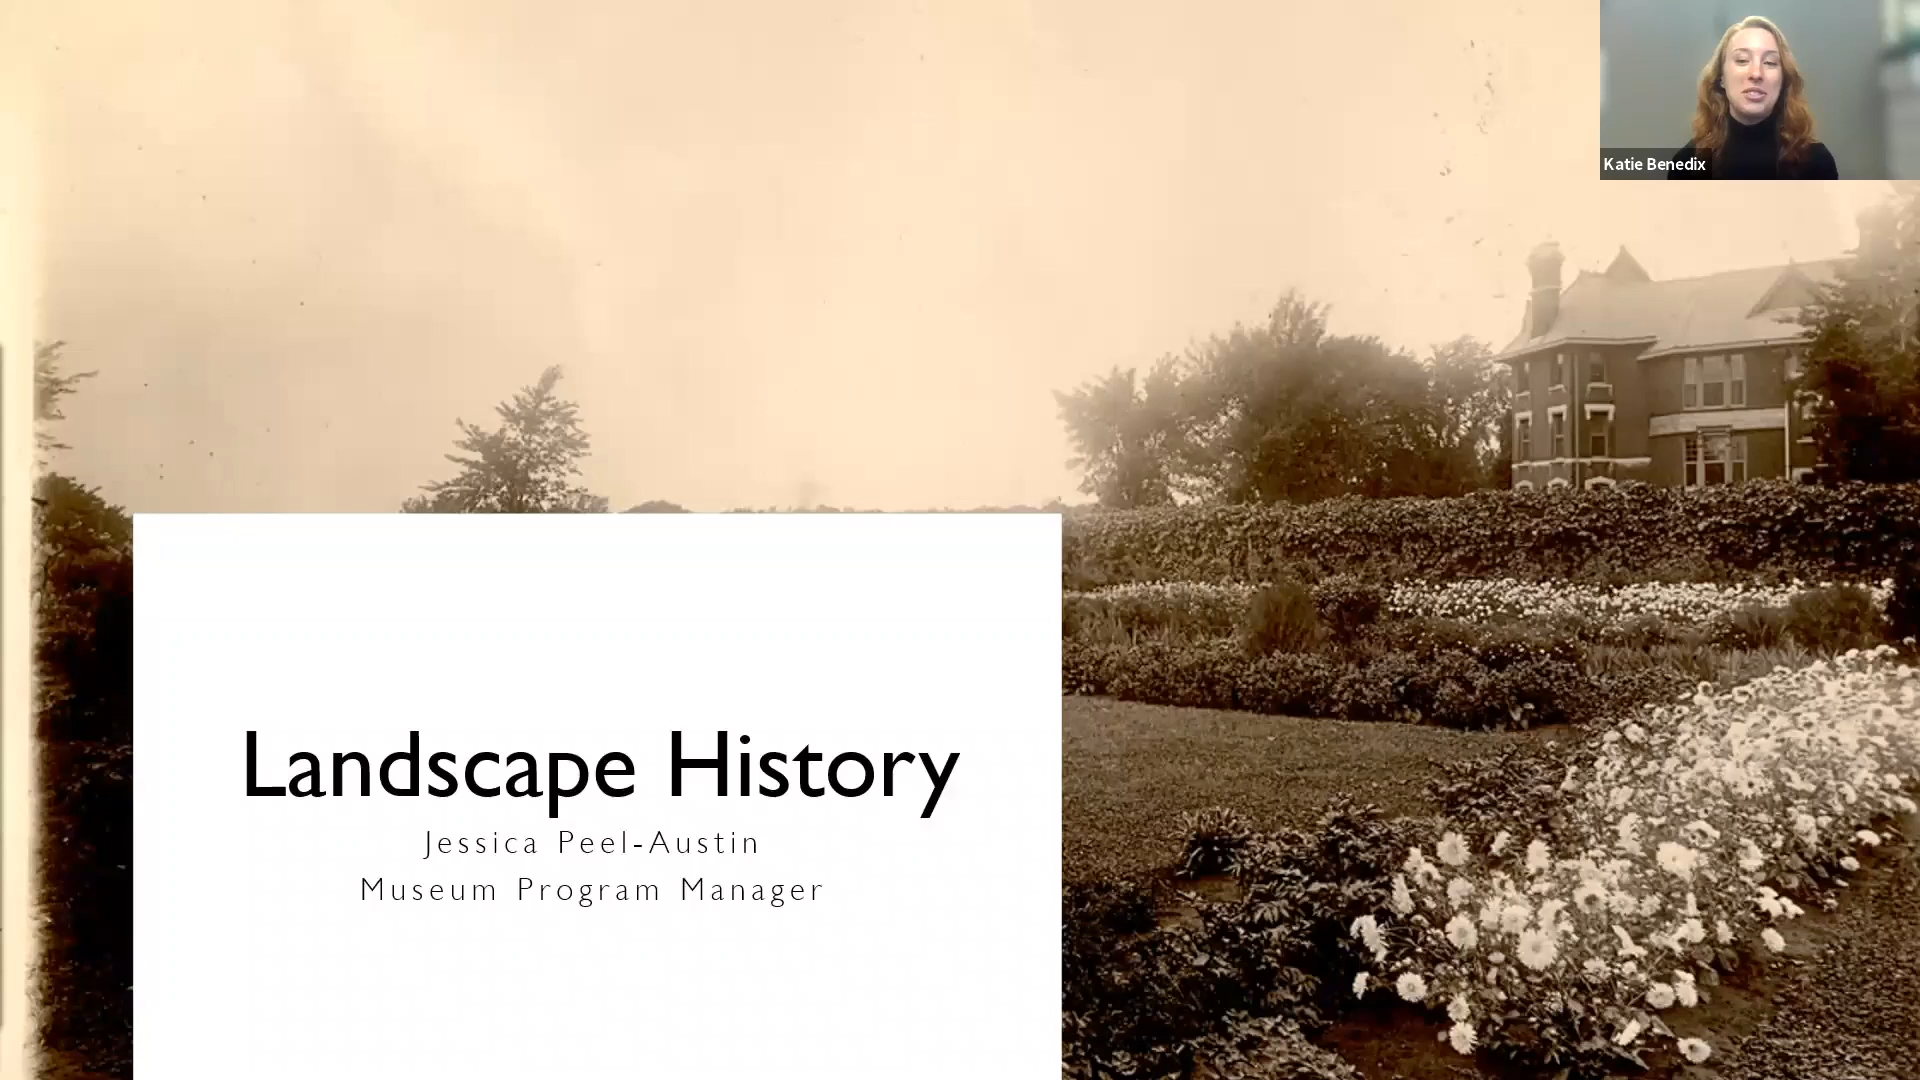 Katie Benedix
Landscape History
Jessica Peel-Austin
Museum Program Manager